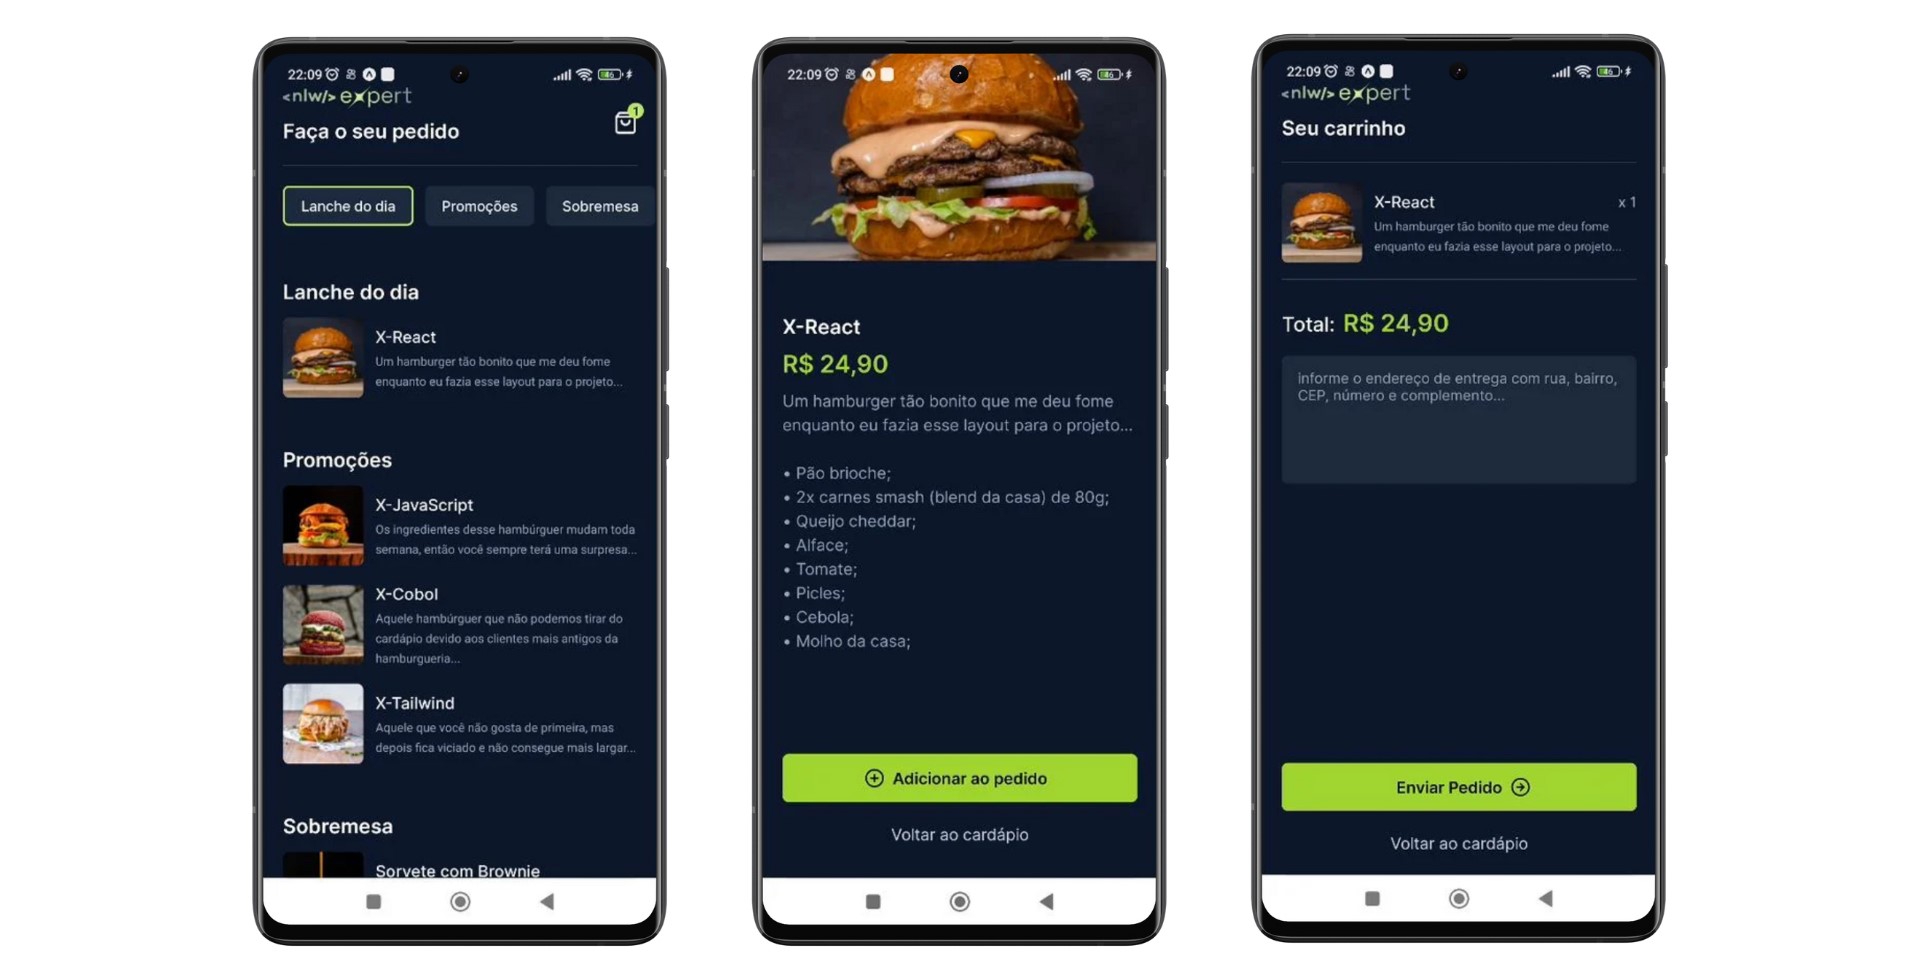 22:09
<nlw/> expert
1
Faça o seu pedido
Lanche do dia
Promoções
Sobremesa
Lanche do dia
X-React
Um hamburger tão bonito que me deu fome
enquanto eu fazia esse layout para o projeto...
Promoções
X-JavaScript
Os ingredientes desse hambúrguer mudam toda
semana, então você sempre terá uma surpresa...
X-Cobol
Aquele hambúrguer que não podemos tirar do
cardápio devido aos clientes mais antigos da
hamburgueria...
X-Tailwind
Aquele que você não gosta de primeira, mas
depois fica viciado e não consegue mais largar...
Sobremesa
Sorvete com Brownie
22:09
X-React
R$ 24,90
Um hamburger tão bonito que me deu fome
enquanto eu fazia esse layout para o projeto...
• Pão brioche;
• 2x carnes smash (blend da casa) de 80g;
• Queijo cheddar;
• Alface;
• Tomate;
• Picles;
• Cebola;
• Molho da casa;
Adicionar ao pedido
Voltar ao cardápio
22:09
<nlw/> expert
Seu carrinho
X-React
x 1
Um hamburger tão bonito que me deu fome
enquanto eu fazia esse layout para o projeto...
Total: R$ 24,90
informe o endereço de entrega com rua, bairro,
CEP, número e complemento...
Enviar Pedido
Voltar ao cardápio